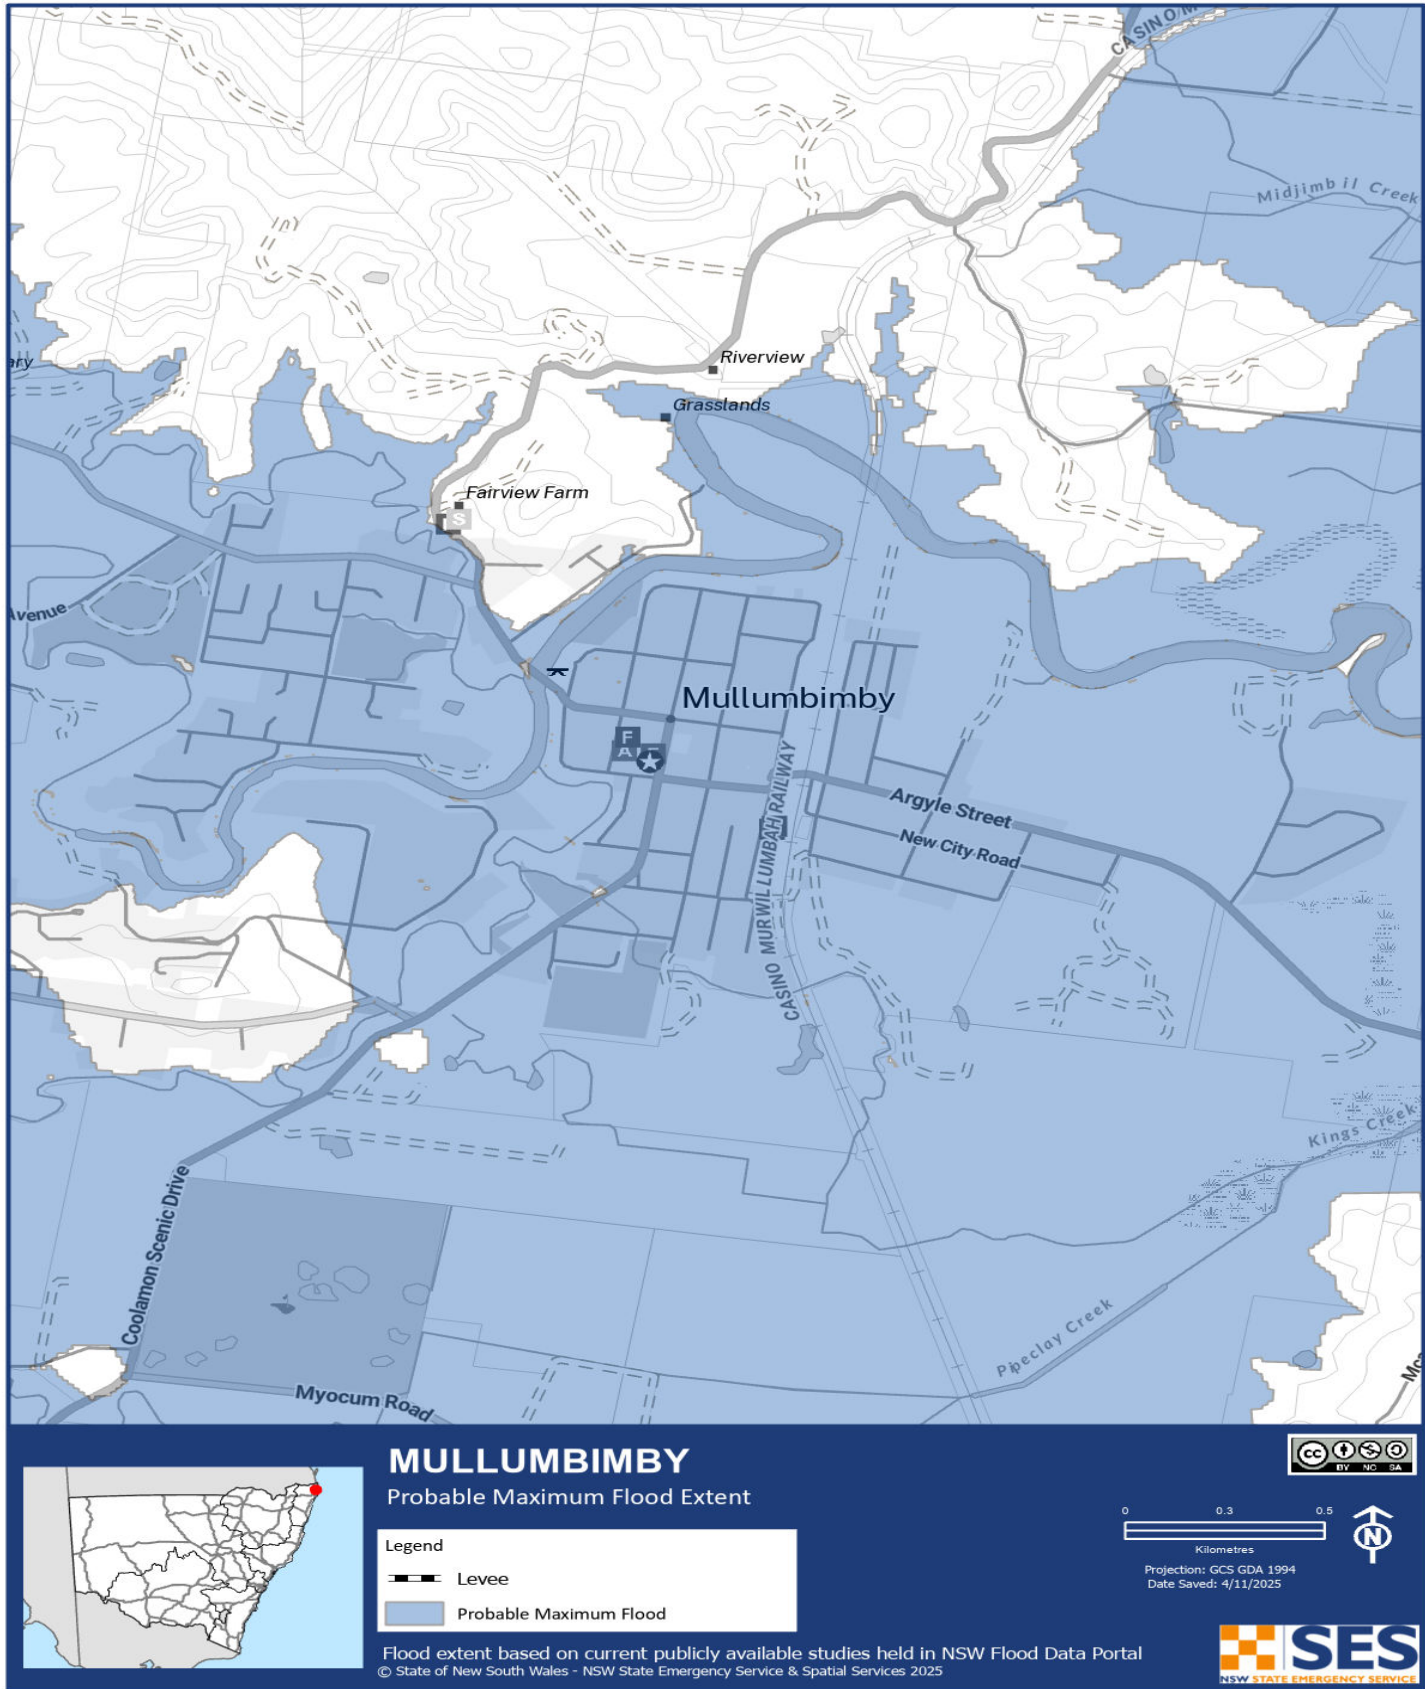 CASINO M
Midjimbil Creek
Riverview
ary
Grasslands
Fairview Farm
S
Avenue
Mullumbimby
F
A
CASINO MURWILLUMBAH RAILWAY
Argyle Street
New City Road
Kings Creek
Coolamon Scenic Drive
Pipeclay Creek
Myocum Road
MULLUMBIMBY
Probable Maximum Flood Extent
Legend
Levee
Probable Maximum Flood
Flood extent based on current publicly available studies held in NSW Flood Data Portal
© State of New South Wales - NSW State Emergency Service & Spatial Services 2025
cc
BY NC SA
0 0.3 0.5
Kilometres
N
Projection: GCS GDA 1994
Date Saved: 4/11/2025
SES
NSW STATE EMERGENCY SERVICE